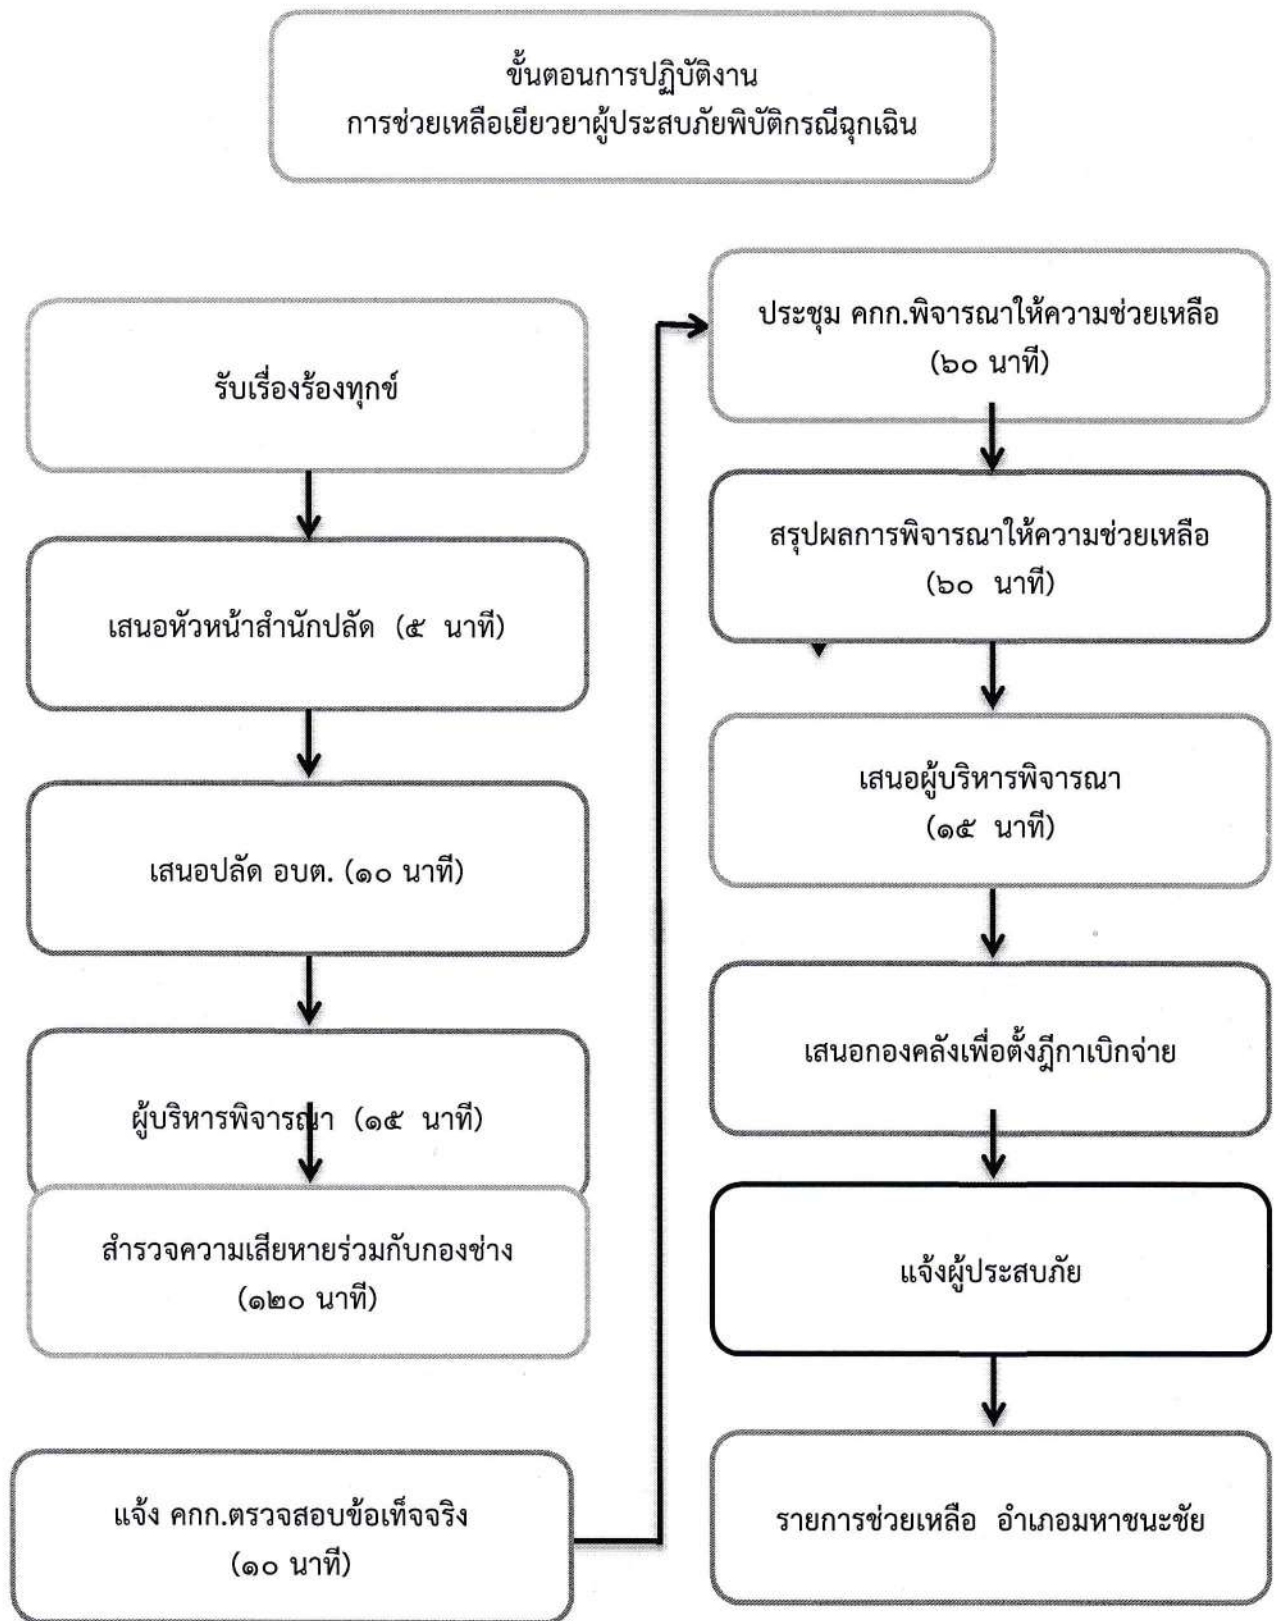 ขั้นตอนการปฏิบัติงาน
การช่วยเหลือเยียวยาผู้ประสบภัยพิบัติกรณีฉุกเฉิน
รับเรื่องร้องทุกข์
เสนอหัวหน้าสำนักปลัด (๕ นาที)
เสนอปลัด อบต. (๑๐ นาที)
ผู้บริหารพิจารณา (๑๕ นาที)
สำรวจความเสียหายร่วมกับกองช่าง
(๑๒๐ นาที)
แจ้ง คกก.ตรวจสอบข้อเท็จจริง
(๑๐ นาที)
ประชุม คกก.พิจารณาให้ความช่วยเหลือ
(๖๐ นาที)
สรุปผลการพิจารณาให้ความช่วยเหลือ
(๖๐ นาที)
เสนอผู้บริหารพิจารณา
(๑๕ นาที)
เสนอกองคลังเพื่อตั้งฎีกาเบิกจ่าย
แจ้งผู้ประสบภัย
รายการช่วยเหลือ อำเภอมหาชนะชัย